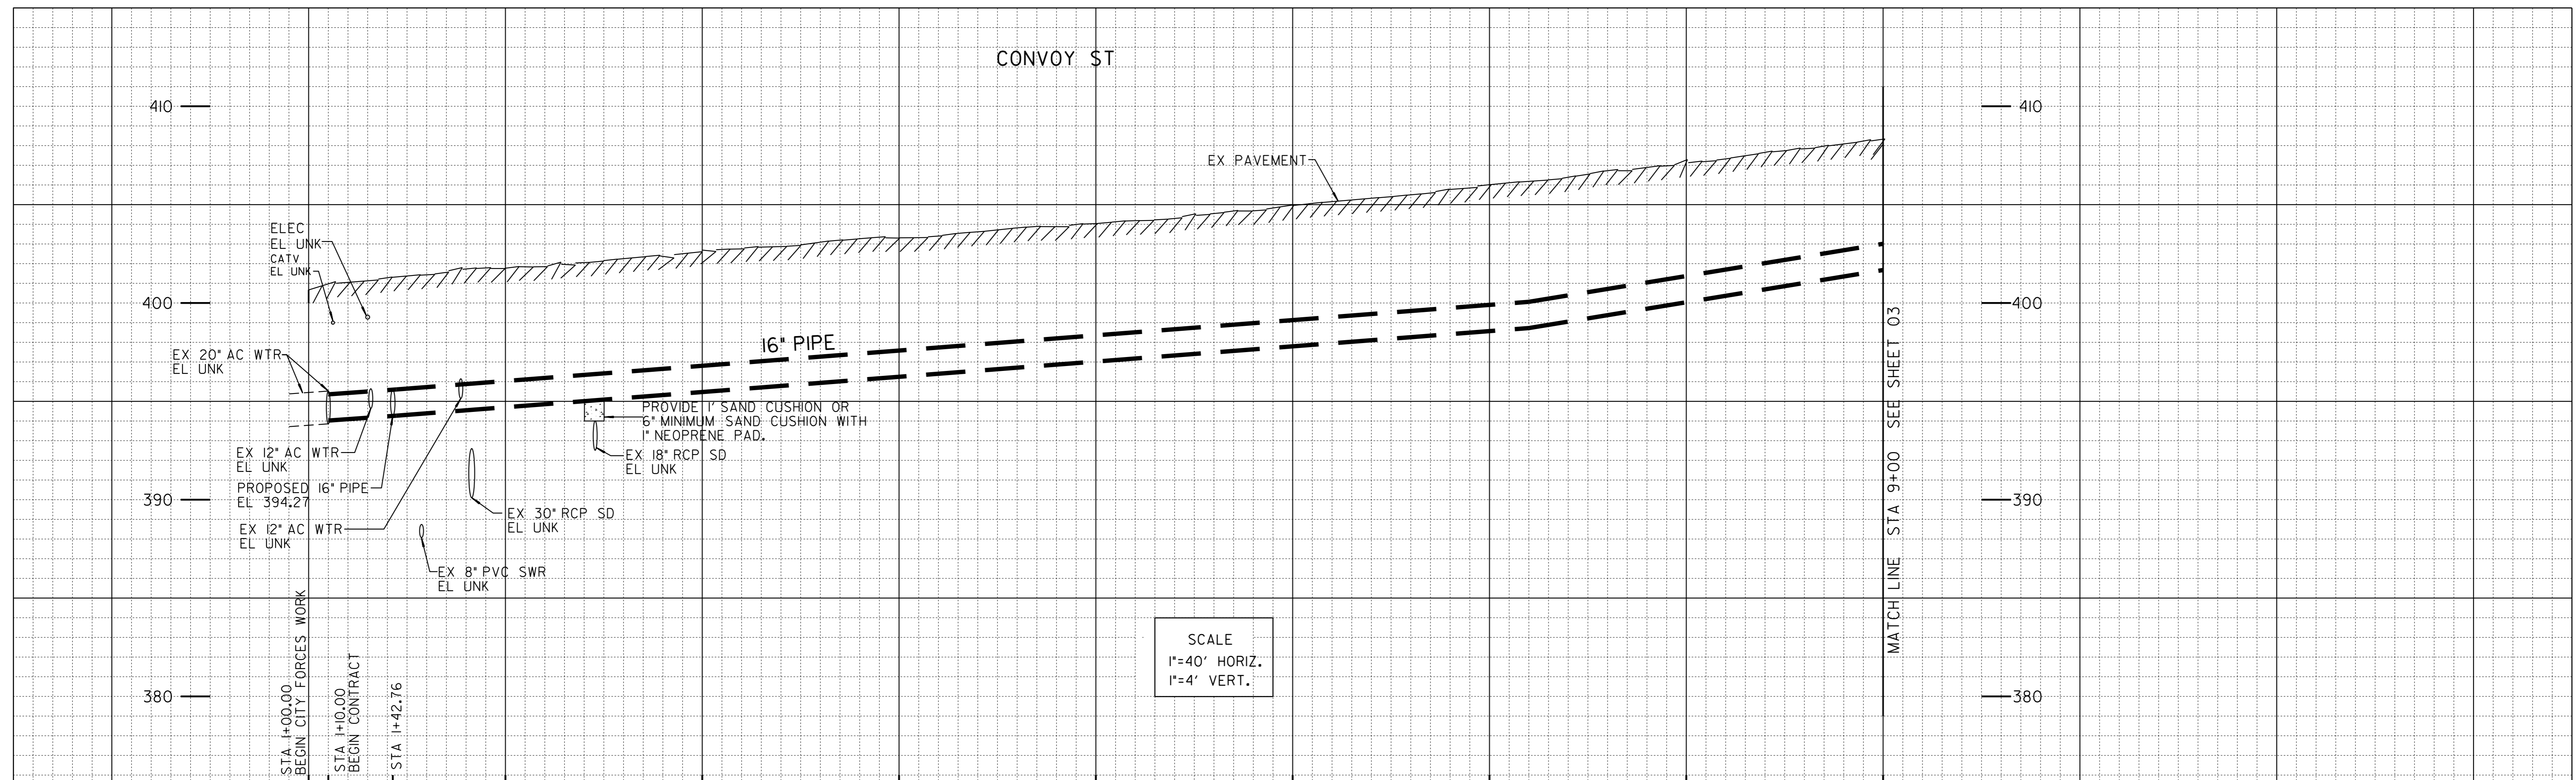 CONVOY ST
410
410
EX PAVEMENT
ELEC
EL UNK
CATV
EL UNK
400
400
EX 20" AC WTR
EL UNK
16" PIPE
PROVIDE 1' SAND CUSHION OR
6" MINIMUM SAND CUSHION WITH
1" NEOPRENE PAD.
EX 12" AC WTR
EL UNK
EX 18" RCP SD
EL UNK
PROPOSED 16" PIPE
EL 394.27
390
390
EX 30" RCP SD
EL UNK
EX 12" AC WTR
EL UNK
EX 8" PVC SWR
EL UNK
MATCH LINE STA 9+00 SEE SHEET 03
SCALE
1"=40' HORIZ.
1"=4' VERT.
380
380
STA 1+00.00
BEGIN CITY FORCES WORK
STA 1+10.00
BEGIN CONTRACT
STA 1+42.76